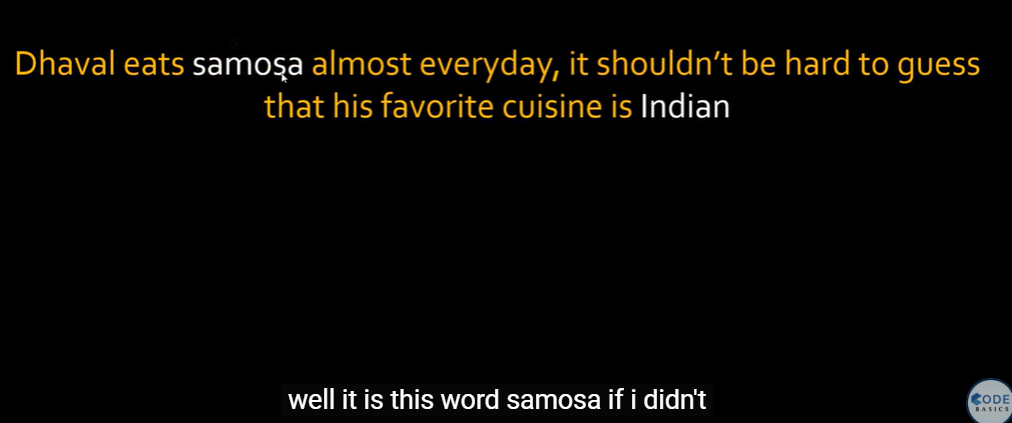 Dhaval eats samosa almost everyday, it shouldn't be hard to guess
that his favorite cuisine is Indian
well it is this word samosa if i didn't
CODE
BASICS